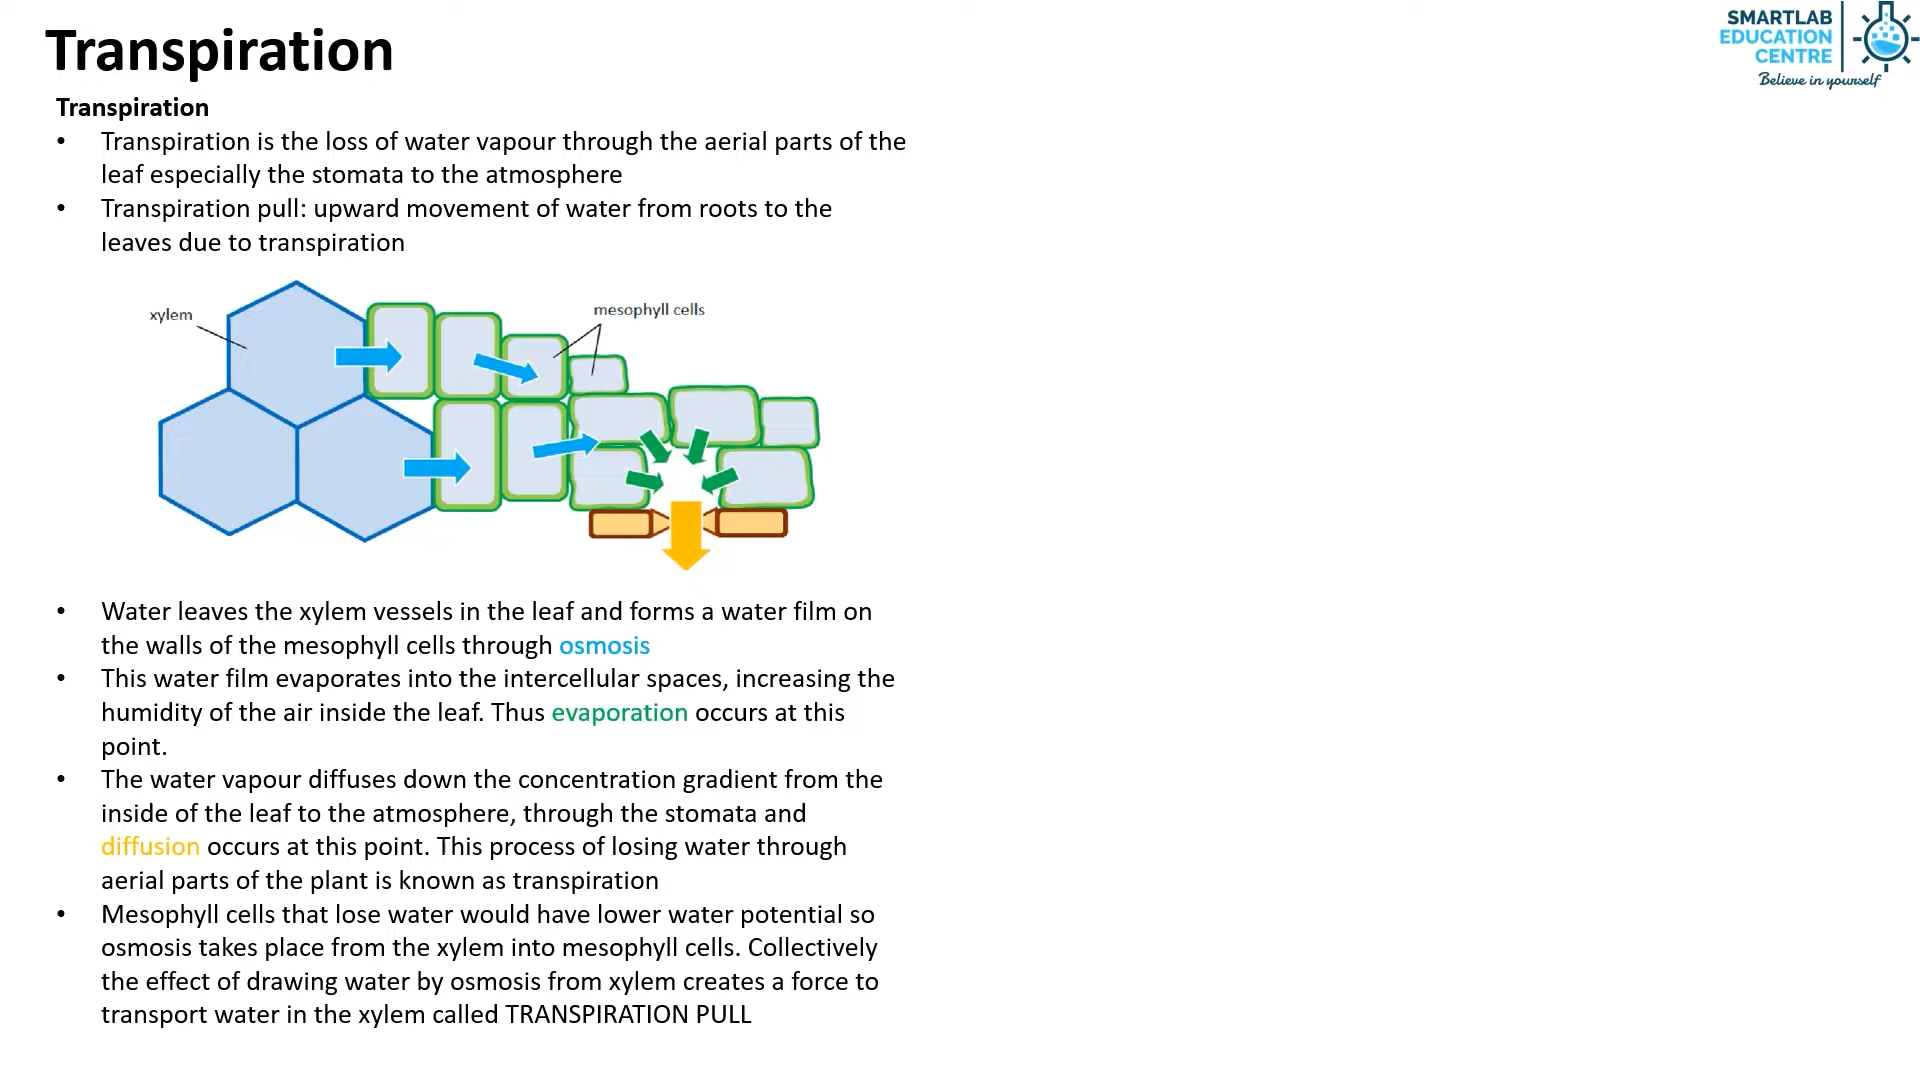 Transpiration
SMARTLAB
EDUCATION
CENTRE
Believe in yourself
Transpiration
• Transpiration is the loss of water vapour through the aerial parts of the
leaf especially the stomata to the atmosphere
• Transpiration pull: upward movement of water from roots to the
leaves due to transpiration
xylem
mesophyll cells
• Water leaves the xylem vessels in the leaf and forms a water film on
the walls of the mesophyll cells through osmosis
• This water film evaporates into the intercellular spaces, increasing the
humidity of the air inside the leaf. Thus evaporation occurs at this
point.
• The water vapour diffuses down the concentration gradient from the
inside of the leaf to the atmosphere, through the stomata and
diffusion occurs at this point. This process of losing water through
aerial parts of the plant is known as transpiration
• Mesophyll cells that lose water would have lower water potential so
osmosis takes place from the xylem into mesophyll cells. Collectively
the effect of drawing water by osmosis from xylem creates a force to
transport water in the xylem called TRANSPIRATION PULL